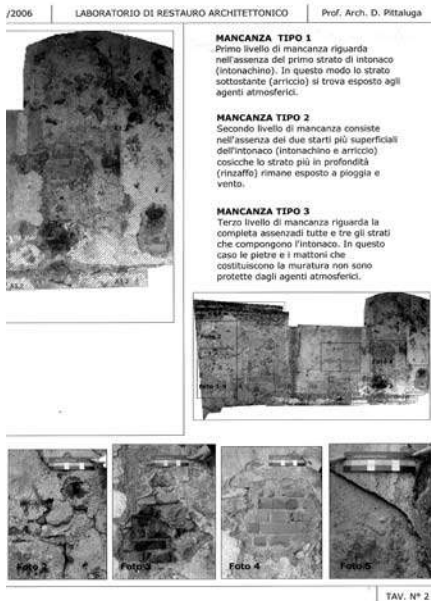 /2006
LABORATORIO DI RESTAURO ARCHITETTONICO
Prof. Arch. D. Pittaluga
MANCANZA TIPO 1
Primo livello di mancanza riguarda
nell'assenza del primo strato di intonaco
(intonachino). In questo modo lo strato
sottostante (arriccio) si trova esposto agli
agenti atmosferici.
MANCANZA TIPO 2
Secondo livello di mancanza consiste
nell'assenza dei due starti più superficiali
dell'intonaco (intonachino e arriccio)
cosicche lo strato più in profondità
(rinzaffo) rimane esposto a pioggia e
vento.
MANCANZA TIPO 3
Terzo livello di mancanza riguarda la
completa assenzadi tutte e tre gli strati
che compongono l'intonaco. In questo
caso le pietre e i mattoni che
costituiscono la muratura non sono
protette dagli agenti atmosferici.
Foto 2
Foto 3
Foto 4
Foto 5
TAV. N° 2